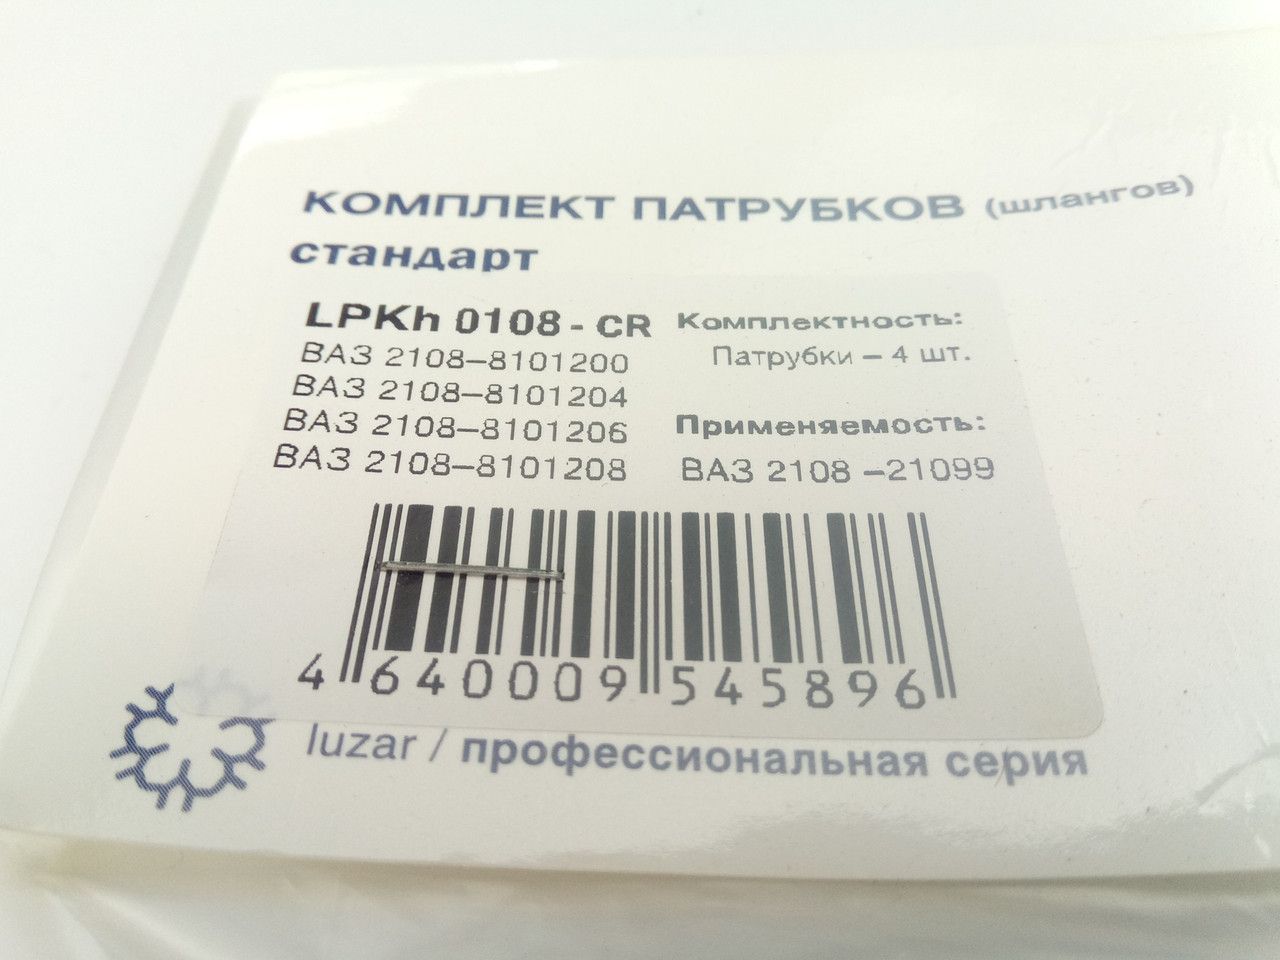 КОМПЛЕКТ ПАТРУБКОВ (шлангов)
стандарт
LPKh 0108 - CR
ВАЗ 2108–8101200
ВАЗ 2108–8101204
ВАЗ 2108–8101206
ВАЗ 2108–8101208
Комплектность:
Патрубки – 4 шт.
Применяемость:
ВАЗ 2108 –21099
4 640009 545896
luzar / профессиональная серия